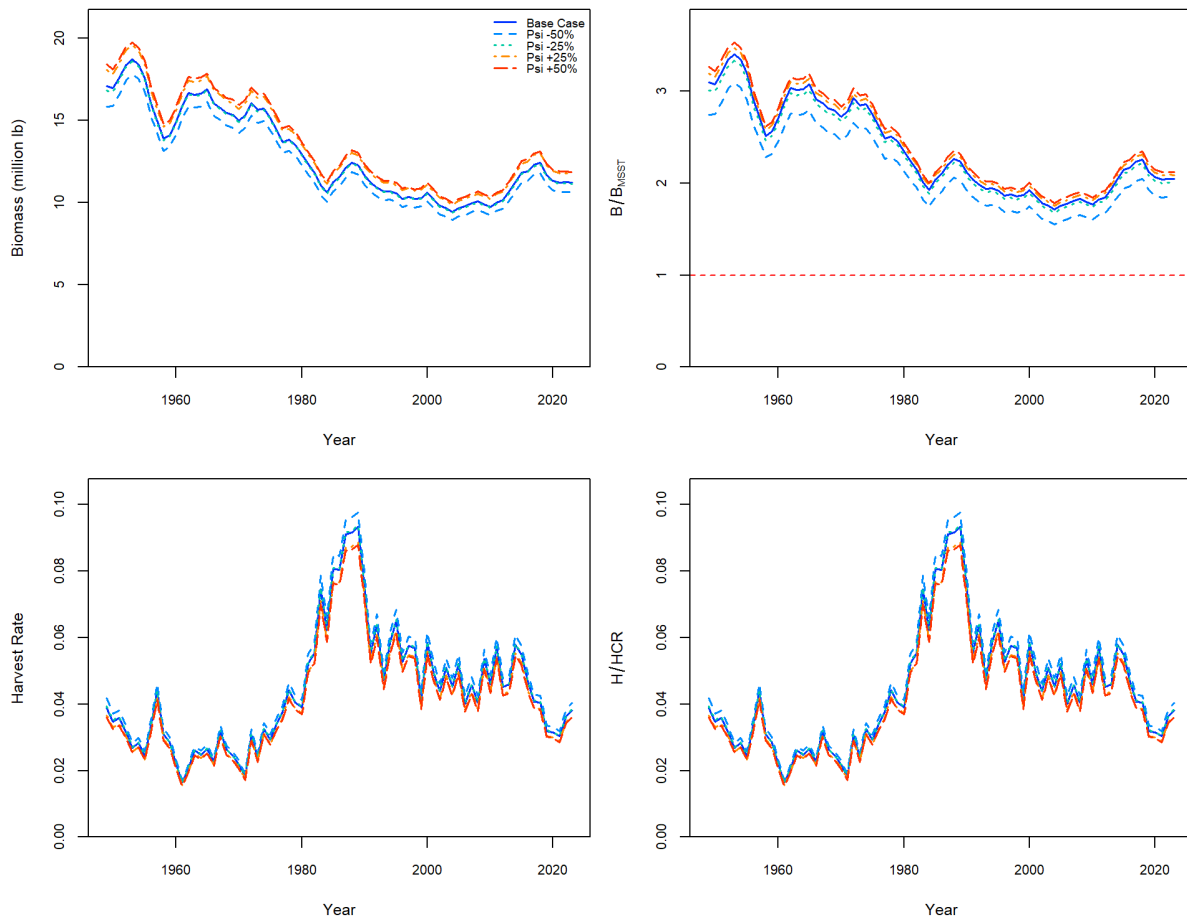 Biomass (million lb)
20
15
10
5
0
Base Case
Psi -50%
Psi -25%
Psi +25%
Psi +50%
1960 1980 2000 2020
Year
B/BMSST
3
2
1
0
1960 1980 2000 2020
Year
Harvest Rate
0.10
0.08
0.06
0.04
0.02
0.00
1960 1980 2000 2020
Year
H/HCR
0.10
0.08
0.06
0.04
0.02
0.00
1960 1980 2000 2020
Year